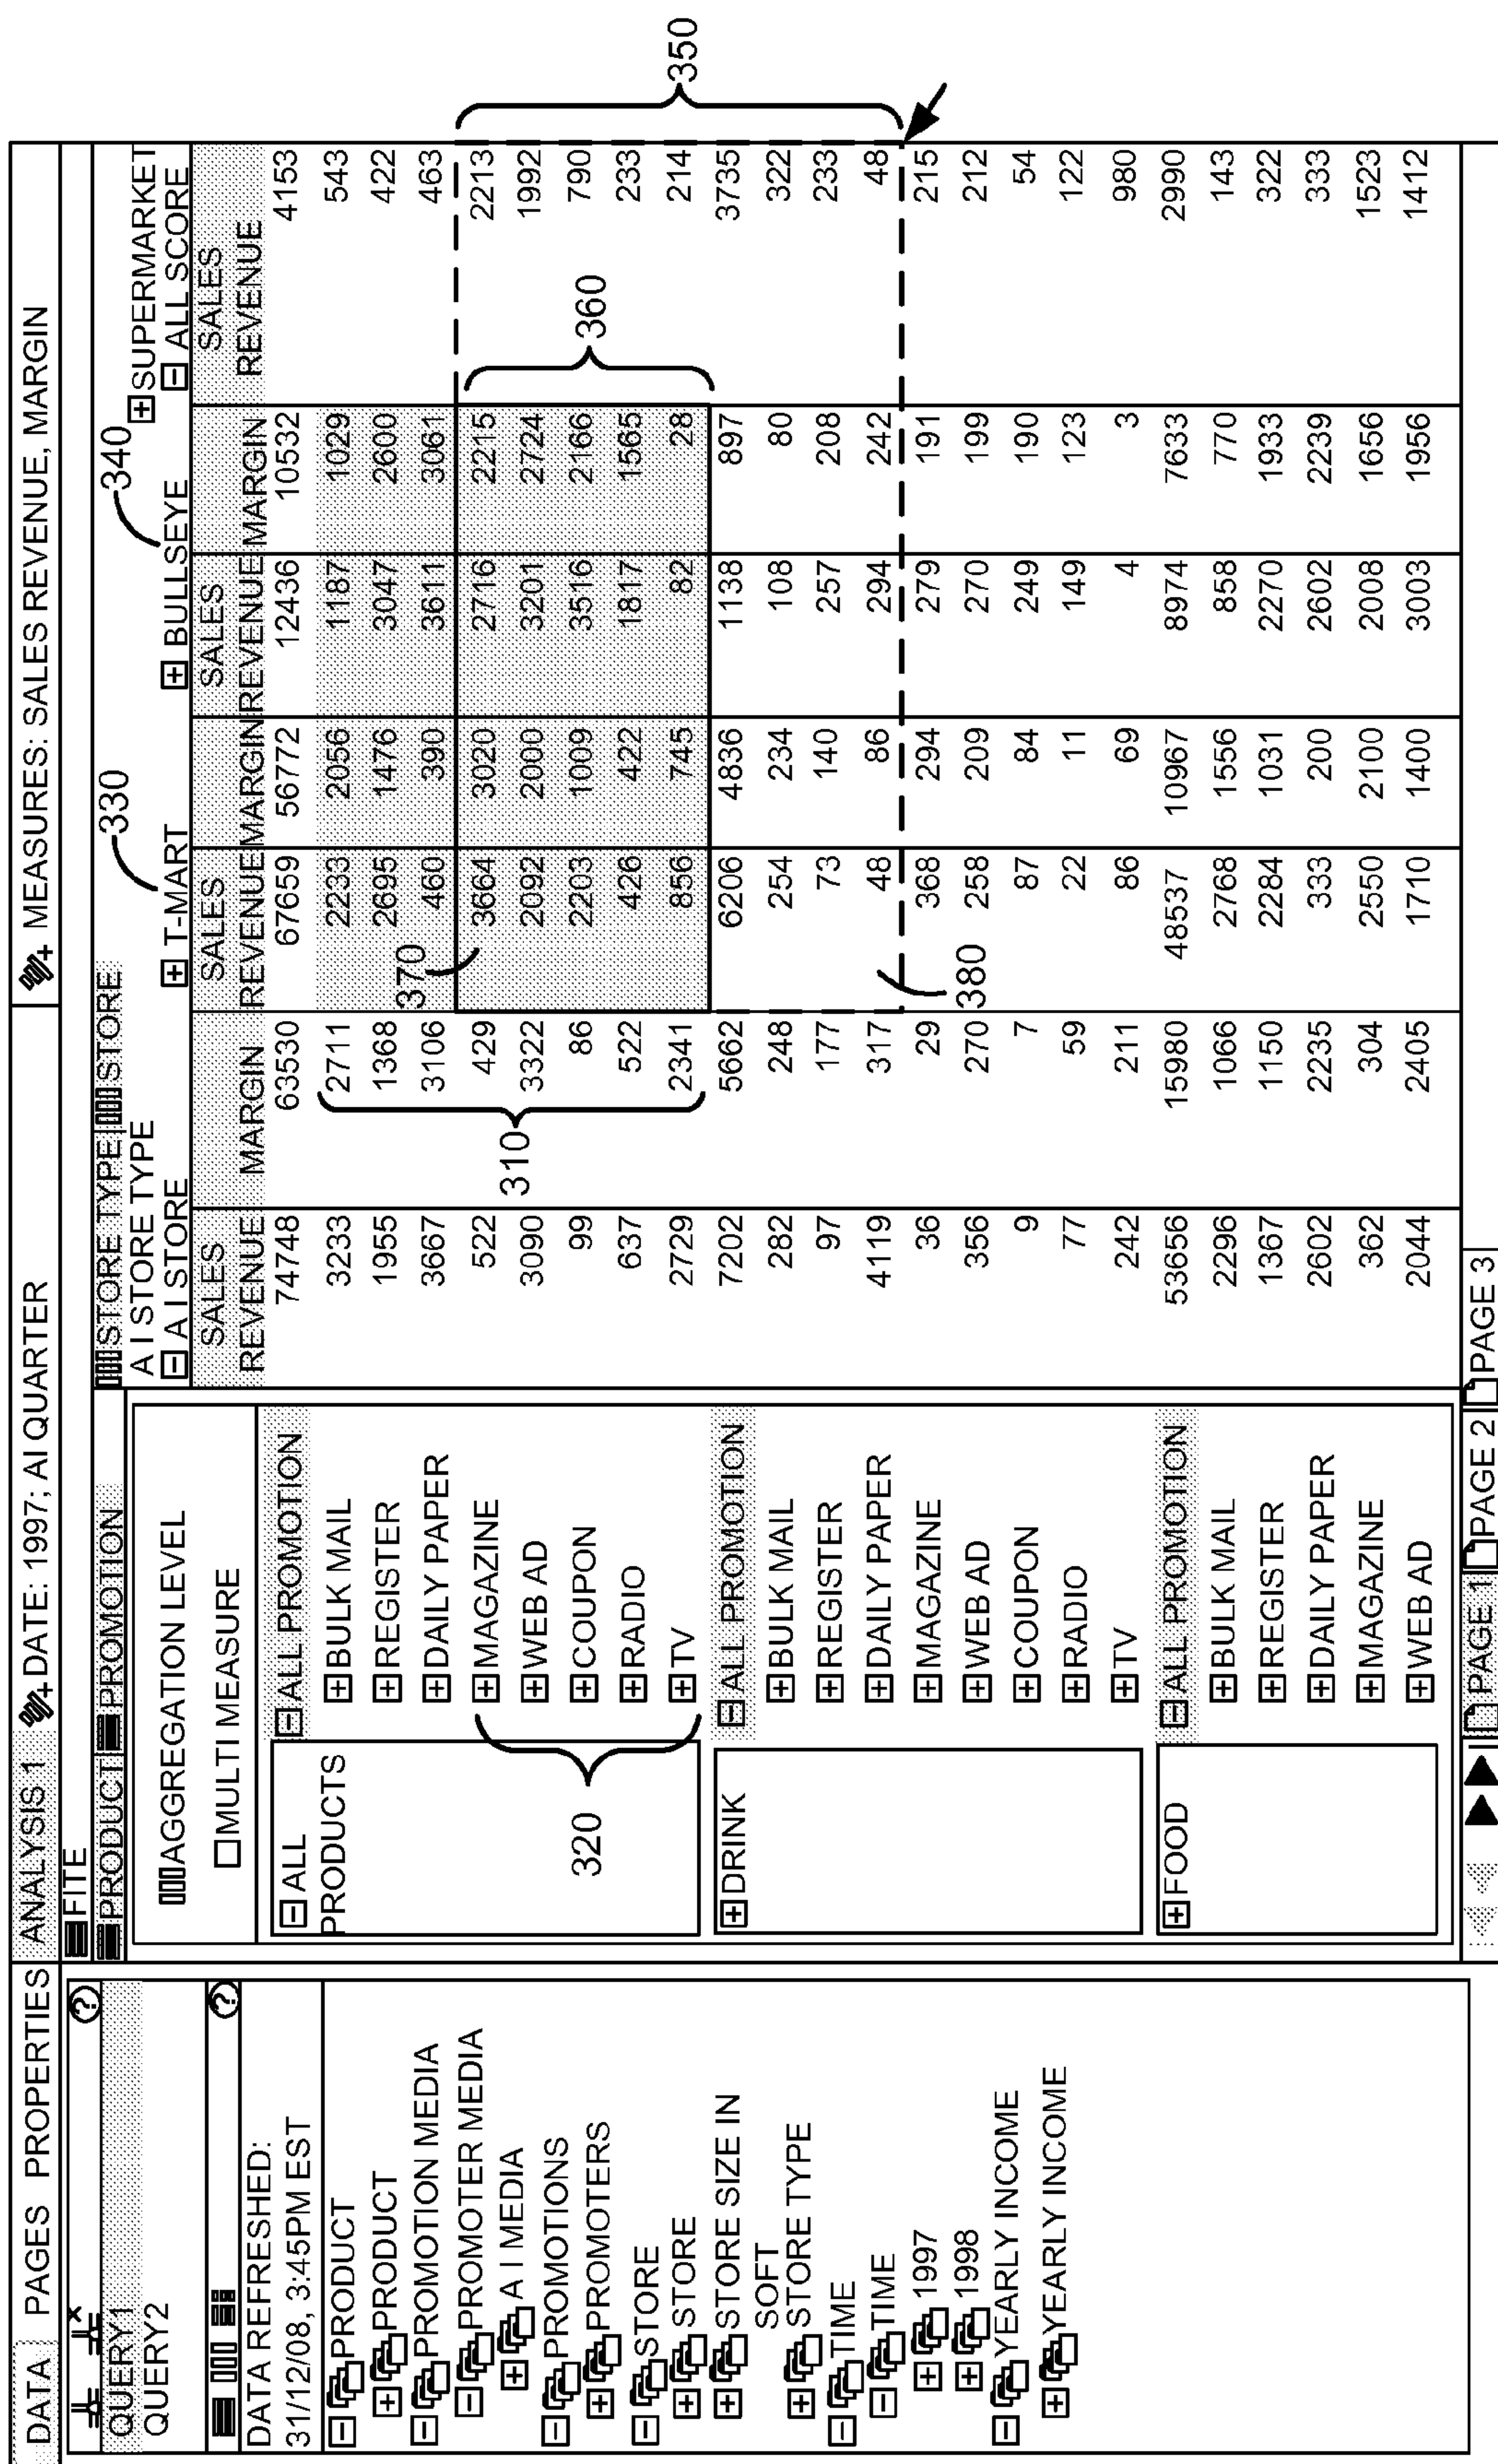 DATA PAGES PROPERTIES
QUERY1
QUERY2
DATA REFRESHED:
31/12/08, 3:45PM EST
PRODUCT
PRODUCT
PROMOTION MEDIA
PROMOTER MEDIA
A I MEDIA
PROMOTIONS
PROMOTERS
STORE
STORE
STORE SIZE IN
SOFT
STORE TYPE
TIME
TIME
1997
1998
YEARLY INCOME
YEARLY INCOME
ANALYSIS 1 DATE: 1997; AI QUARTER MEASURES: SALES REVENUE, MARGIN
FITE
PRODUCT PROMOTION STORE TYPE STORE
330 340
A I STORE TYPE SUPERMARKET
A I STORE T-MART BULLSEYE ALL SCORE
AGGREGATION LEVEL
MULTI MEASURE
SALES SALES SALES SALES
REVENUE MARGIN REVENUE MARGIN REVENUE MARGIN REVENUE
ALL PRODUCTS
ALL PROMOTION 74748 63530 67659 56772 12436 10532 4153
BULK MAIL 3233 2711 2233 2056 1187 1029 543
REGISTER 1955 1368 2695 1476 3047 2600 422
DAILY PAPER 3667 3106 460 390 3611 3061 463
MAGAZINE 522 429 3664 3020 2716 2215 2213
WEB AD 3090 3322 2092 2000 3201 2724 1992
COUPON 99 86 2203 1009 3516 2166 790
RADIO 637 522 426 422 1817 1565 233
TV 2729 2341 856 745 82 28 214
310
320
350
360
370
380
DRINK
ALL PROMOTION 7202 5662 6206 4836 1138 897 3735
BULK MAIL 282 248 254 234 108 80 322
REGISTER 97 177 73 140 257 208 233
DAILY PAPER 4119 317 48 86 294 242 48
MAGAZINE 36 29 368 294 279 191 215
WEB AD 356 270 258 209 270 199 212
COUPON 9 7 87 84 249 190 54
RADIO 77 59 22 11 149 123 122
TV 242 211 86 69 4 3 980
FOOD
ALL PROMOTION 53656 15980 48537 10967 8974 7633 2990
BULK MAIL 2296 1066 2768 1556 858 770 143
REGISTER 1367 1150 2284 1031 2270 1933 322
DAILY PAPER 2602 2235 333 200 2602 2239 333
MAGAZINE 362 304 2550 2100 2008 1656 1523
WEB AD 2044 2405 1710 1400 3003 1956 1412
PAGE 1 PAGE 2 PAGE 3